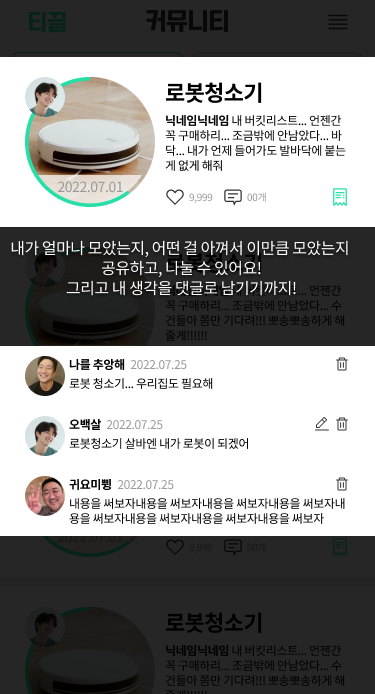 티끌
커뮤니티
로봇청소기
닉네임닉네임 내 버킷리스트... 언젠간
꼭 구매하리... 조금밖에 안남았다... 바
닥... 내가 언제 들어가도 발바닥에 붙는
게 없게 해줘
2022.07.01
9,999
00개
내가 얼마나 모았는지, 어떤 걸 아껴서 이만큼 모았는지
공유하고, 나눌 수 있어요!
그리고 내 생각을 댓글로 남기기까지!
꼭 구매하리... 조금밖에 안남았다... 수
건들아 쫌만 기다려!!! 뽀송뽀송하게 해
줄게!!!!!!
나를 추앙해 2022.07.25
로봇 청소기... 우리집도 필요해
오백살 2022.07.25
로봇청소기 살바엔 내가 로봇이 되겠어
귀요미쀵 2022.07.25
내용을 써보자내용을 써보자내용을 써보자내용을 써보자내
용을 써보자내용을 써보자내용을 써보자내용을 써보자
2022.07.01
9,999
00개
로봇청소기
닉네임닉네임 내 버킷리스트... 언젠간
꼭 구매하리... 조금밖에 안남았다... 수
건들아 쫌만 기다려!!! 뽀송뽀송하게 해